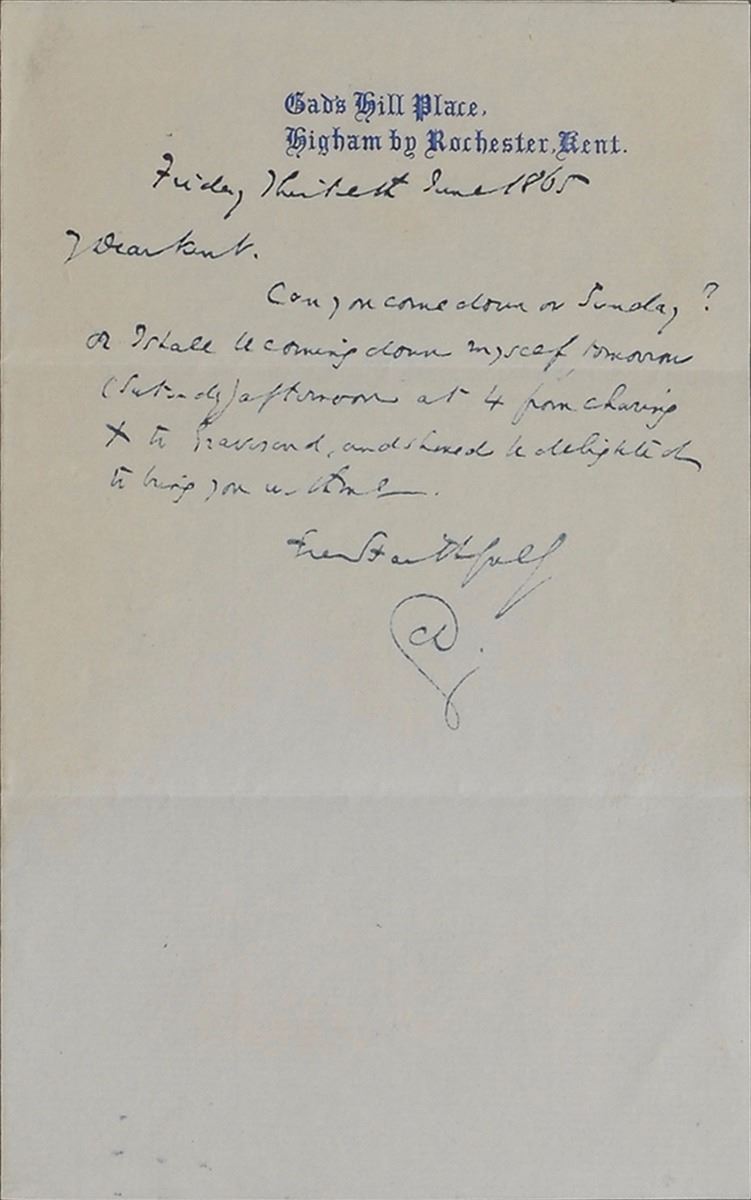 Gad's Hill Place,
Higham by Rochester, Kent.
Friday Thirtieth June 1865
My Dear Kent.
Can you come down on Sunday?
or I shall be coming down myself tomorrow
(Saturday) afternoon at 4 from Charing
X to Gravesend, and should be delighted
to bring you with me.
Ever Faithfully
CD.